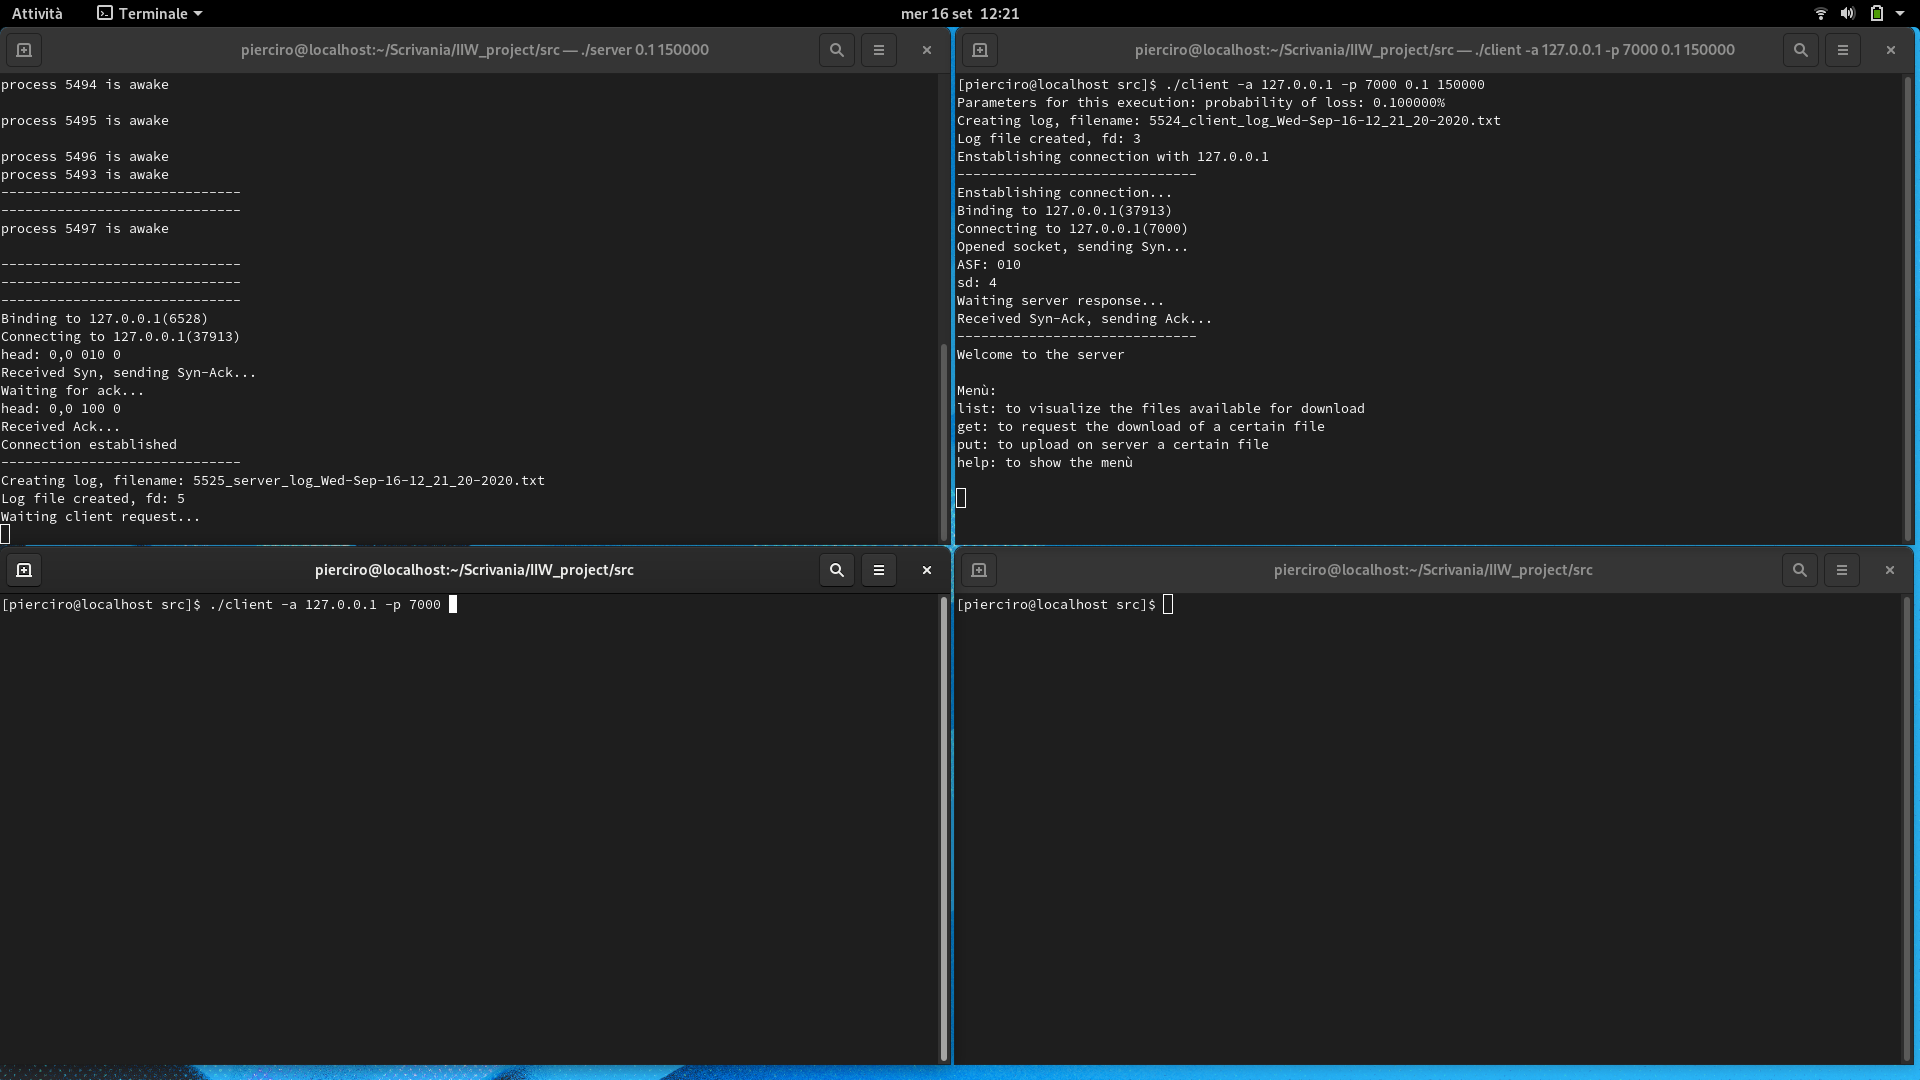 Attività Terminale mer 16 set 12:21
pierciro@localhost:~/Scrivania/IIW_project/src — ./server 0.1 150000
process 5494 is awake
process 5495 is awake
process 5496 is awake
process 5493 is awake
------------------------------
------------------------------
process 5497 is awake
------------------------------
------------------------------
------------------------------
Binding to 127.0.0.1(6528)
Connecting to 127.0.0.1(37913)
head: 0,0 010 0
Received Syn, sending Syn-Ack...
Waiting for ack...
head: 0,0 100 0
Received Ack...
Connection established
------------------------------
Creating log, filename: 5525_server_log_Wed-Sep-16-12_21_20-2020.txt
Log file created, fd: 5
Waiting client request...
pierciro@localhost:~/Scrivania/IIW_project/src — ./client -a 127.0.0.1 -p 7000 0.1 150000
[pierciro@localhost src]$ ./client -a 127.0.0.1 -p 7000 0.1 150000
Parameters for this execution: probability of loss: 0.100000%
Creating log, filename: 5524_client_log_Wed-Sep-16-12_21_20-2020.txt
Log file created, fd: 3
Enstablishing connection with 127.0.0.1
------------------------------
Enstablishing connection...
Binding to 127.0.0.1(37913)
Connecting to 127.0.0.1(7000)
Opened socket, sending Syn...
ASF: 010
sd: 4
Waiting server response...
Received Syn-Ack, sending Ack...
------------------------------
Welcome to the server
Menù:
list: to visualize the files available for download
get: to request the download of a certain file
put: to upload on server a certain file
help: to show the menù
pierciro@localhost:~/Scrivania/IIW_project/src
[pierciro@localhost src]$ ./client -a 127.0.0.1 -p 7000
pierciro@localhost:~/Scrivania/IIW_project/src
[pierciro@localhost src]$